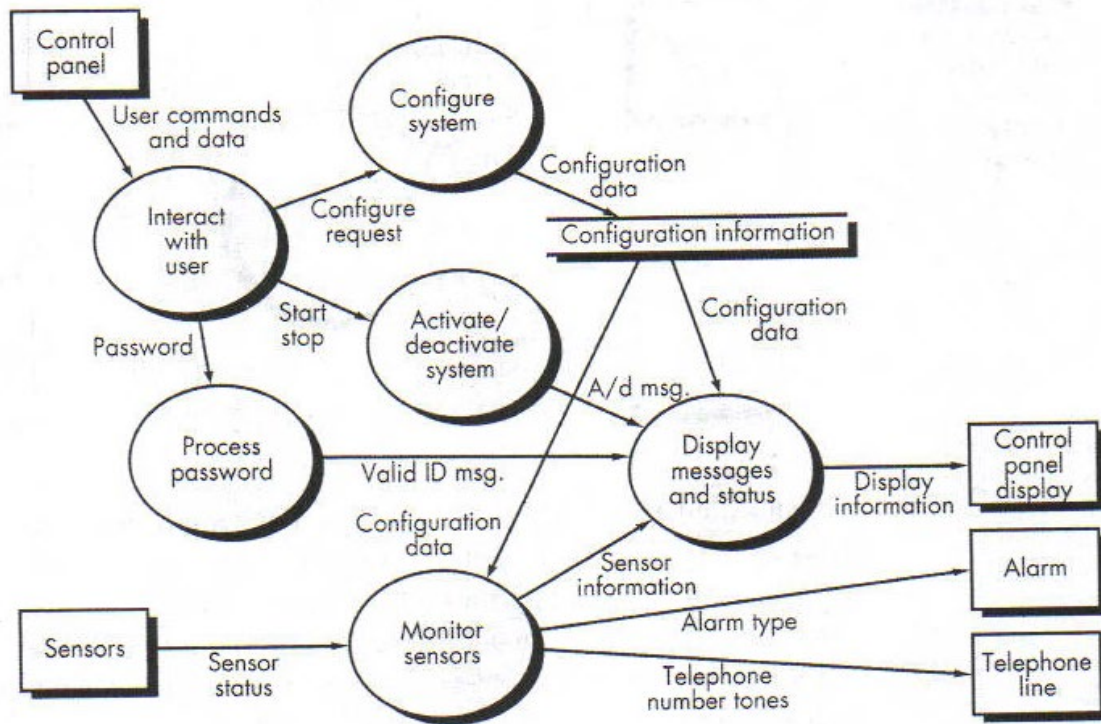 Control
panel
User commands
and data
Configure
system
Configuration
data
Interact
with
user
Configure
request
Configuration information
Start
stop
Activate/
deactivate
system
Configuration
data
Password
A/d msg.
Process
password
Valid ID msg.
Display
messages
and status
Control
panel
display
Display
information
Configuration
data
Sensor
information
Alarm
Sensors
Sensor
status
Monitor
sensors
Alarm type
Telephone
number tones
Telephone
line